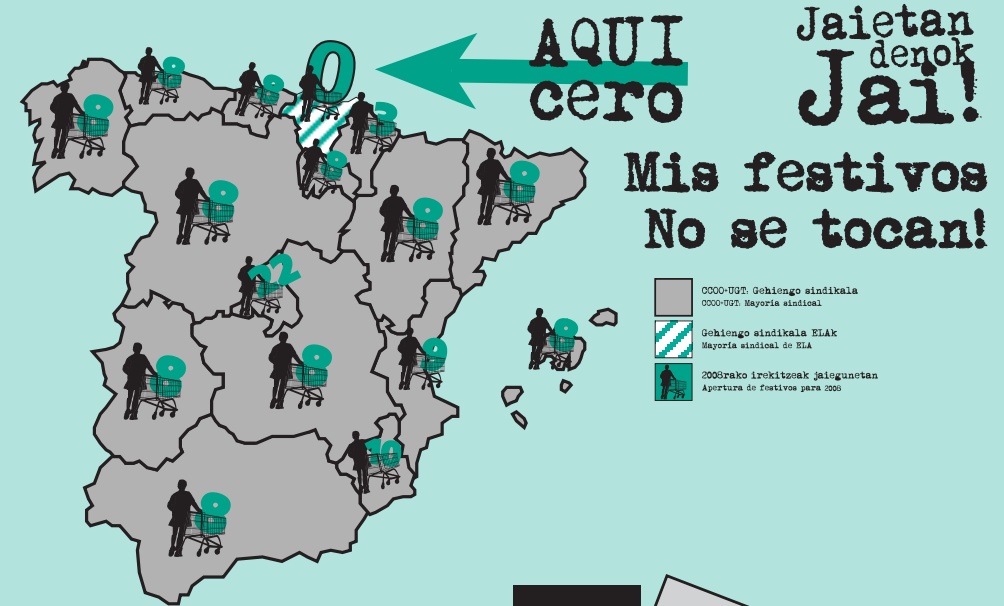 AQUI
cero
Jaietan
denok
Jai!
Mis festivos
No se tocan!
0
22
10
CCOO-UGT: Gehiengo sindikala
CCOO-UGT: Mayoría sindical
Gehiengo sindikala ELAk
Mayoría sindical de ELA
2008rako irekitzeak jaiegunetan
Apertura de festivos para 2008